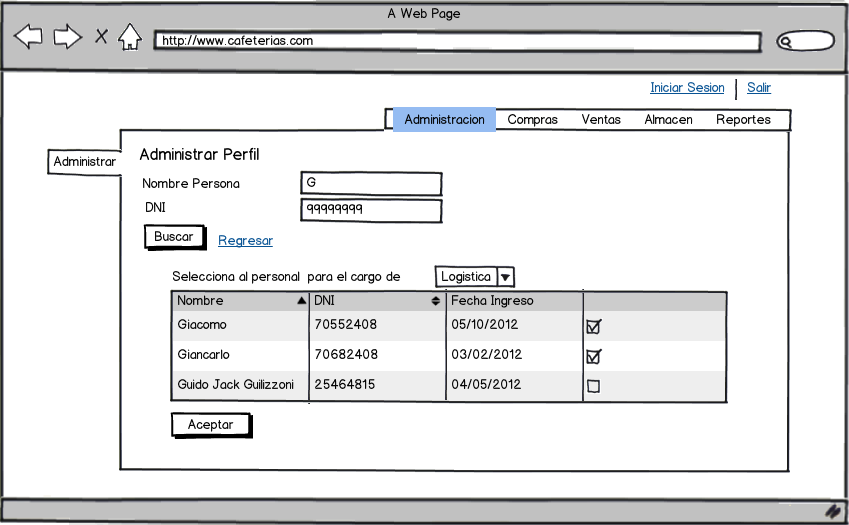 A Web Page
http://www.cafeterias.com
Iniciar Sesion Salir
Administracion Compras Ventas Almacen Reportes
Administrar
Administrar Perfil
Nombre Persona G
DNI 99999999
Buscar Regresar
Selecciona al personal para el cargo de Logistica
Nombre DNI Fecha Ingreso
Giacomo 70552408 05/10/2012
Giancarlo 70682408 03/02/2012
Guido Jack Guilizzoni 25464815 04/05/2012
Aceptar